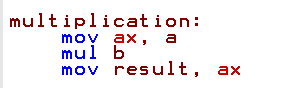 multiplication:
mov ax, a
mul b
mov result, ax